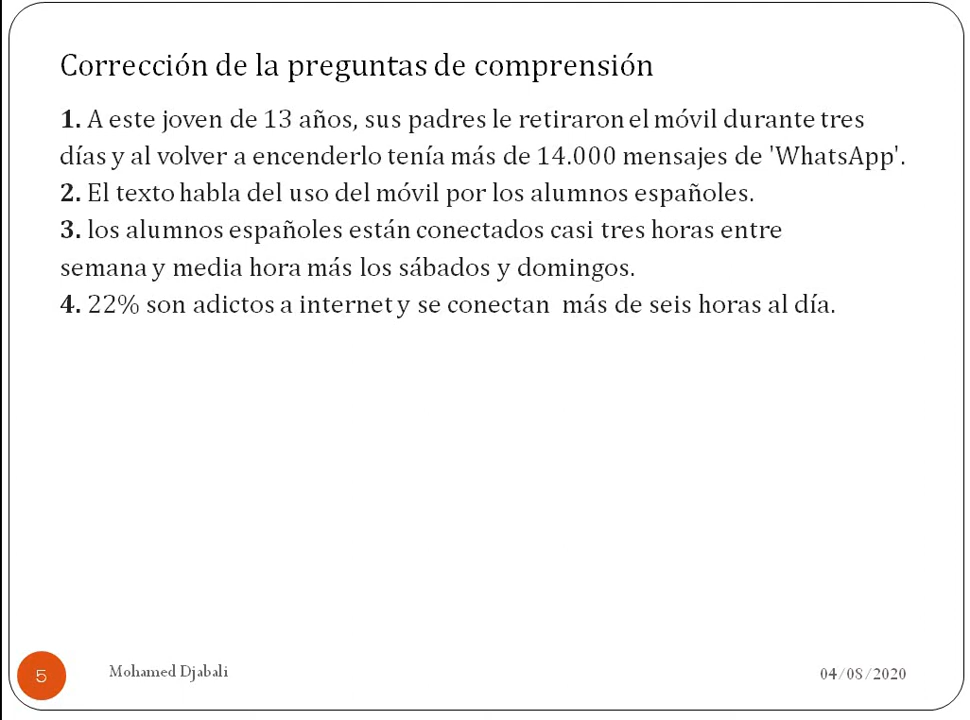 Corrección de la preguntas de comprensión
1. A este joven de 13 años, sus padres le retiraron el móvil durante tres
días y al volver a encenderlo tenía más de 14.000 mensajes de 'WhatsApp'.
2. El texto habla del uso del móvil por los alumnos españoles.
3. los alumnos españoles están conectados casi tres horas entre
semana y media hora más los sábados y domingos.
4. 22% son adictos a internet y se conectan  más de seis horas al día.
5
Mohamed Djabali
04/08/2020